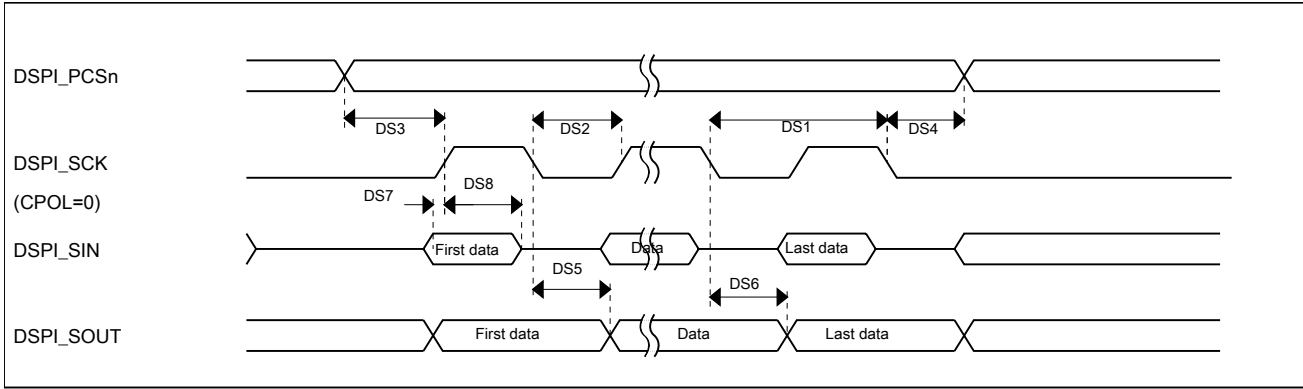 DSPI_PCSn
DS3
DS2
DS1
DS4
DSPI_SCK
(CPOL=0)
DS7
DS8
DSPI_SIN
First data
Data
Last data
DS5
DS6
DSPI_SOUT
First data
Data
Last data